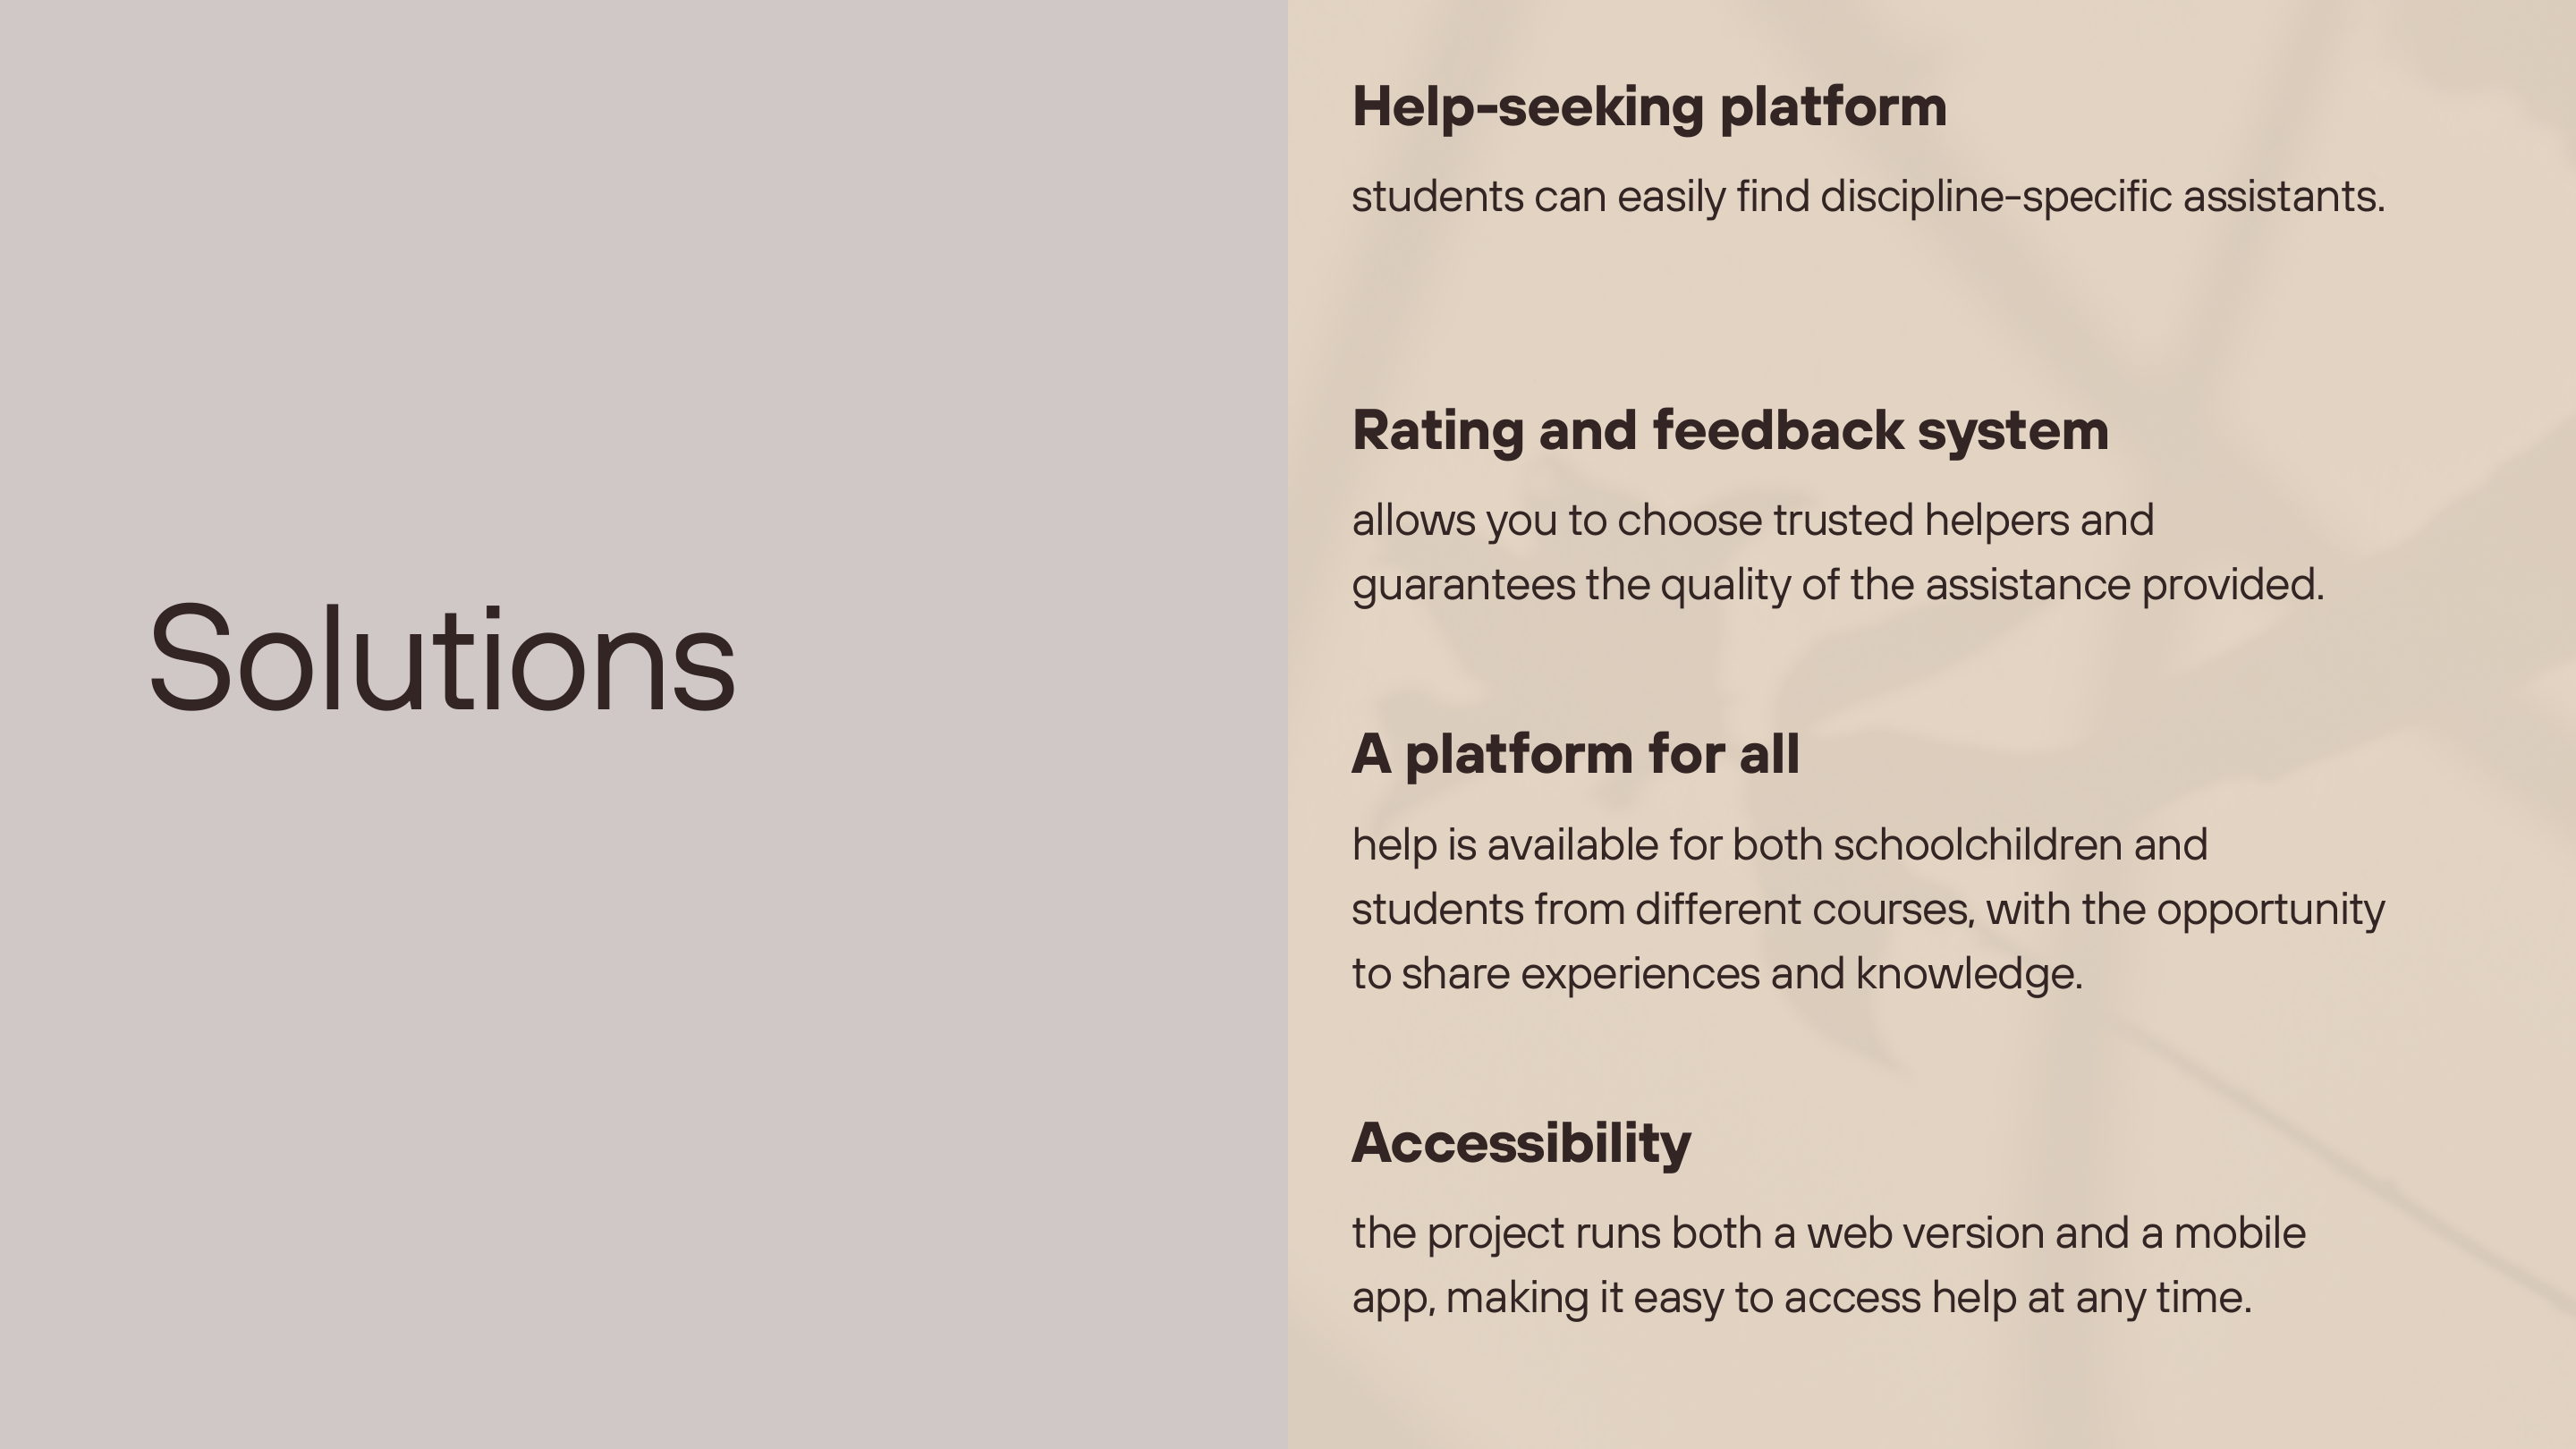 Solutions
Help-seeking platform
students can easily find discipline-specific assistants.
Rating and feedback system
allows you to choose trusted helpers and
guarantees the quality of the assistance provided.
A platform for all
help is available for both schoolchildren and
students from different courses, with the opportunity
to share experiences and knowledge.
Accessibility
the project runs both a web version and a mobile
app, making it easy to access help at any time.